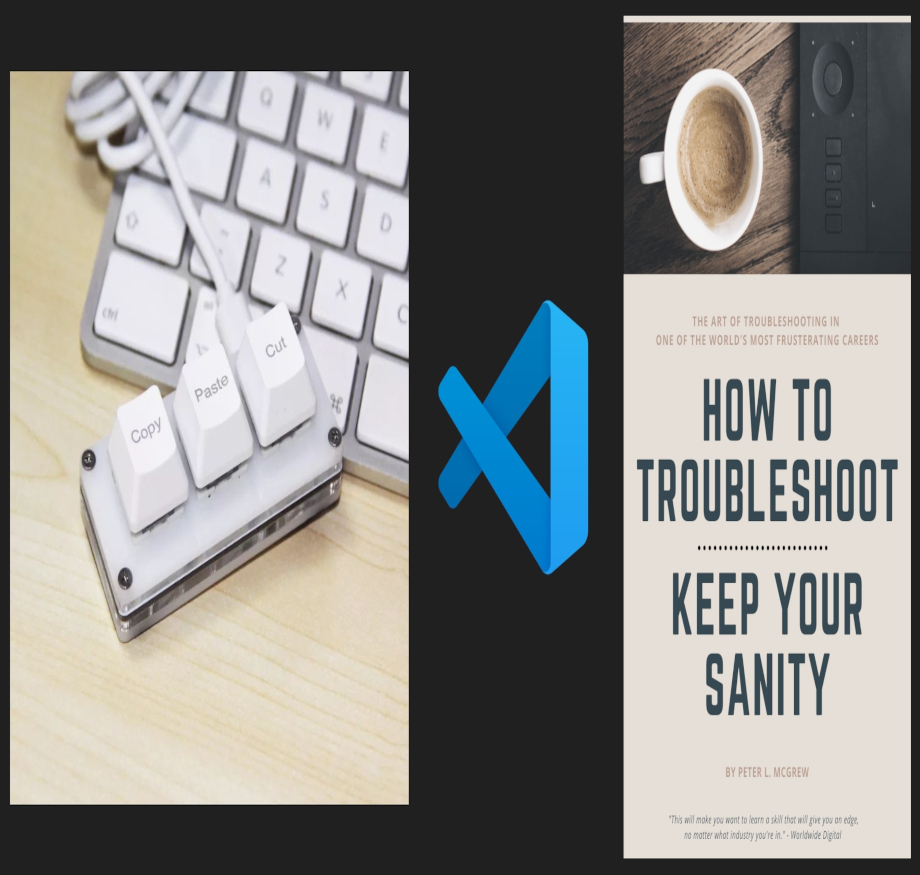 Q
W
E
A
S
D
Z
X
C
ctrl
⌘
Copy
Paste
Cut
THE ART OF TROUBLESHOOTING IN
ONE OF THE WORLD'S MOST FRUSTERATING CAREERS
HOW TO
TROUBLESHOOT
KEEP YOUR
SANITY
BY PETER L. MCGREW
"This will make you want to learn a skill that will give you an edge,
no matter what industry you're in." - Worldwide Digital